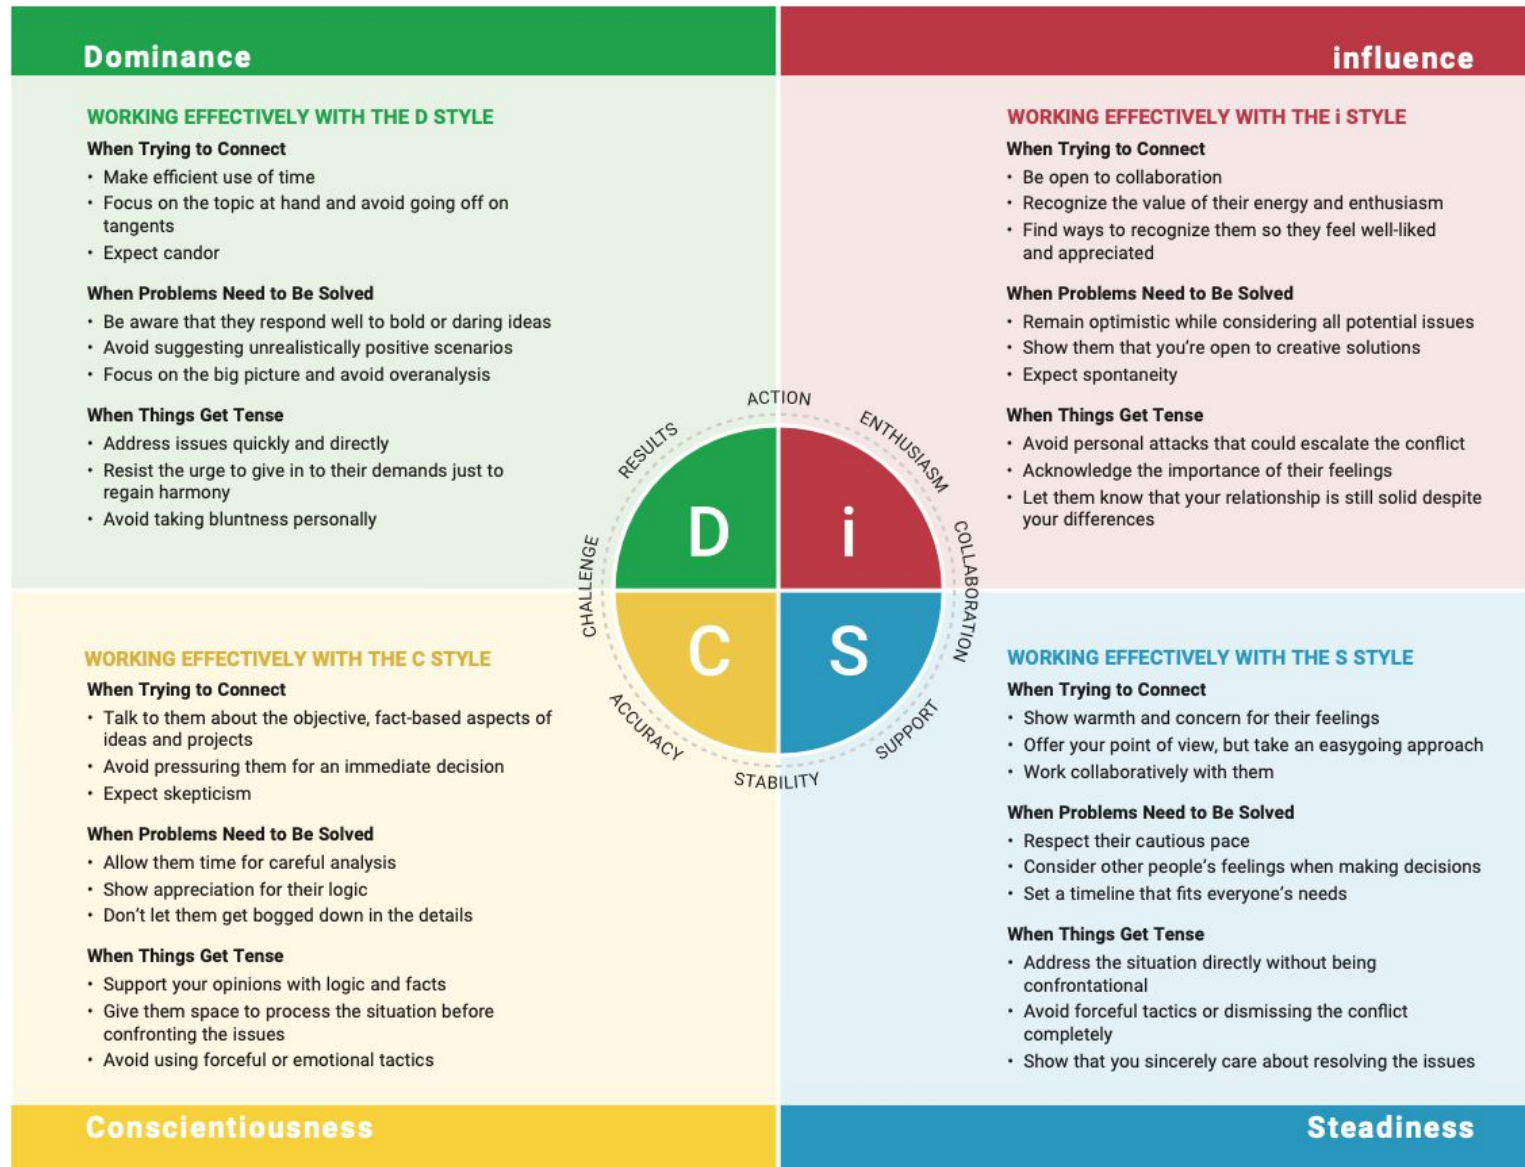 Dominance
WORKING EFFECTIVELY WITH THE D STYLE
When Trying to Connect
• Make efficient use of time
• Focus on the topic at hand and avoid going off on
tangents
• Expect candor
When Problems Need to Be Solved
• Be aware that they respond well to bold or daring ideas
• Avoid suggesting unrealistically positive scenarios
• Focus on the big picture and avoid overanalysis
When Things Get Tense
• Address issues quickly and directly
• Resist the urge to give in to their demands just to
regain harmony
• Avoid taking bluntness personally
influence
WORKING EFFECTIVELY WITH THE i STYLE
When Trying to Connect
• Be open to collaboration
• Recognize the value of their energy and enthusiasm
• Find ways to recognize them so they feel well-liked
and appreciated
When Problems Need to Be Solved
• Remain optimistic while considering all potential issues
• Show them that you're open to creative solutions
• Expect spontaneity
When Things Get Tense
• Avoid personal attacks that could escalate the conflict
• Acknowledge the importance of their feelings
• Let them know that your relationship is still solid despite
your differences
ACTION
ENTHUSIASM
COLLABORATION
SUPPORT
STABILITY
ACCURACY
CHALLENGE
RESULTS
D
i
C
S
WORKING EFFECTIVELY WITH THE C STYLE
When Trying to Connect
• Talk to them about the objective, fact-based aspects of
ideas and projects
• Avoid pressuring them for an immediate decision
• Expect skepticism
When Problems Need to Be Solved
• Allow them time for careful analysis
• Show appreciation for their logic
• Don't let them get bogged down in the details
When Things Get Tense
• Support your opinions with logic and facts
• Give them space to process the situation before
confronting the issues
• Avoid using forceful or emotional tactics
Conscientiousness
WORKING EFFECTIVELY WITH THE S STYLE
When Trying to Connect
• Show warmth and concern for their feelings
• Offer your point of view, but take an easygoing approach
• Work collaboratively with them
When Problems Need to Be Solved
• Respect their cautious pace
• Consider other people's feelings when making decisions
• Set a timeline that fits everyone's needs
When Things Get Tense
• Address the situation directly without being
confrontational
• Avoid forceful tactics or dismissing the conflict
completely
• Show that you sincerely care about resolving the issues
Steadiness